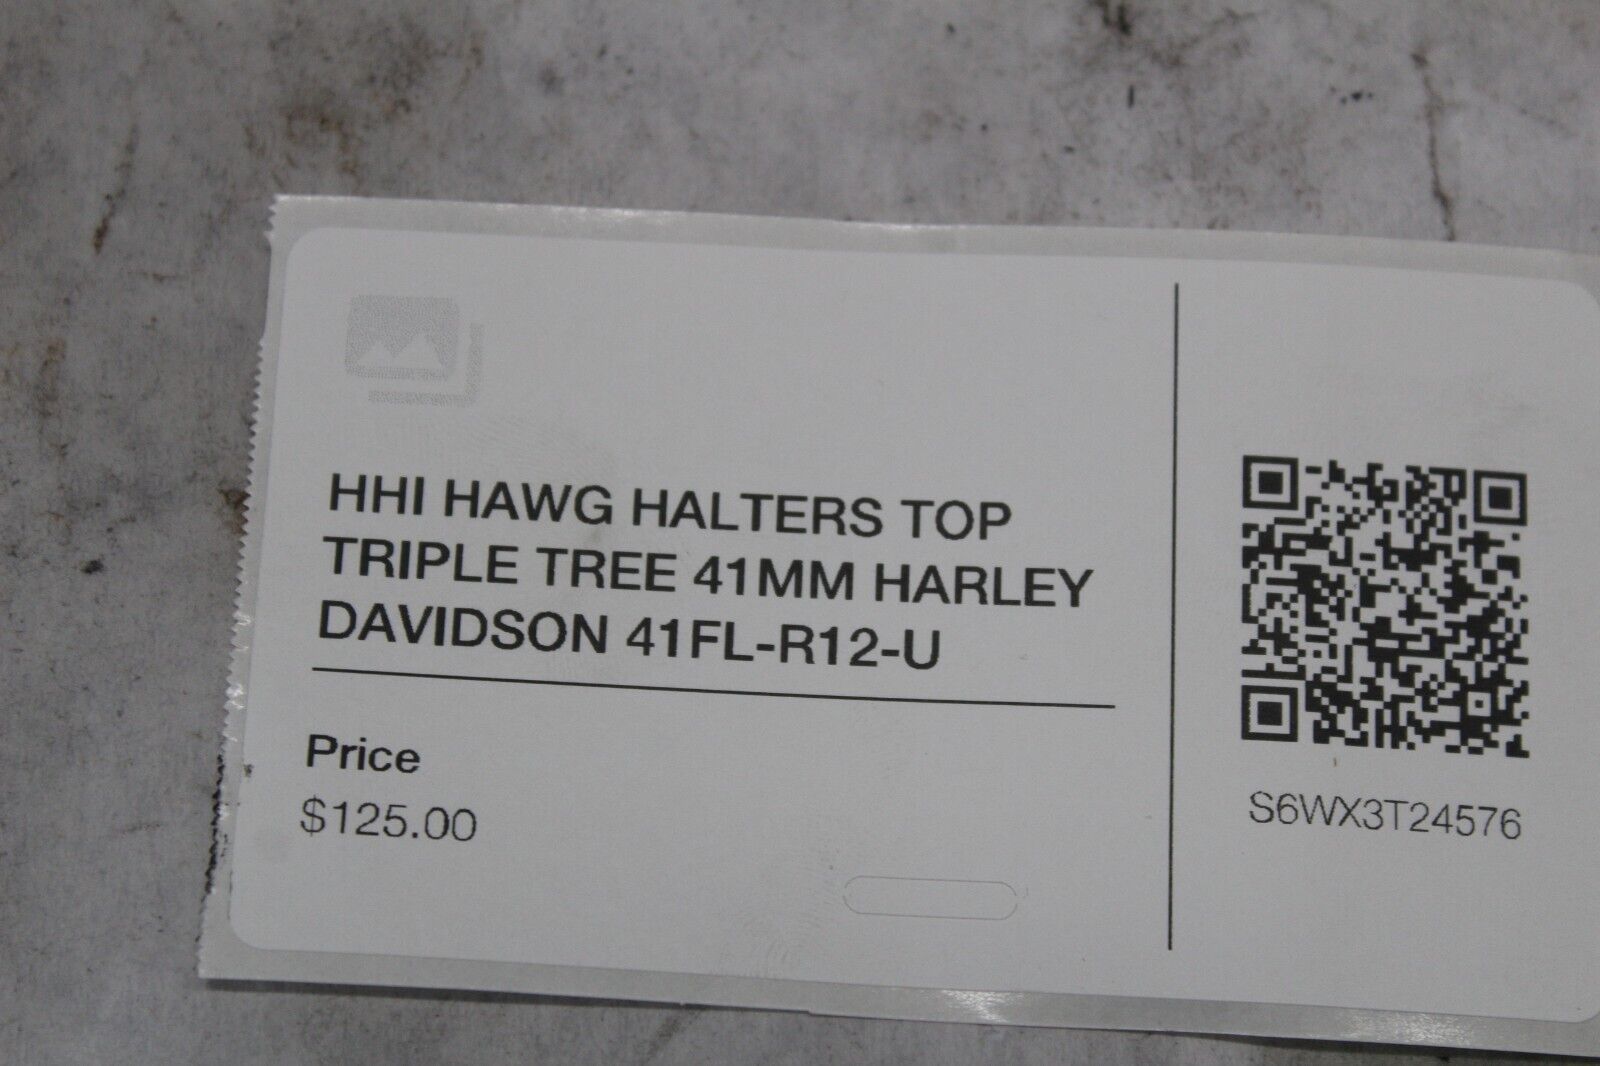 HHI HAWG HALTERS TOP
TRIPLE TREE 41MM HARLEY
DAVIDSON 41FL-R12-U
Price
$125.00
S6WX3T24576